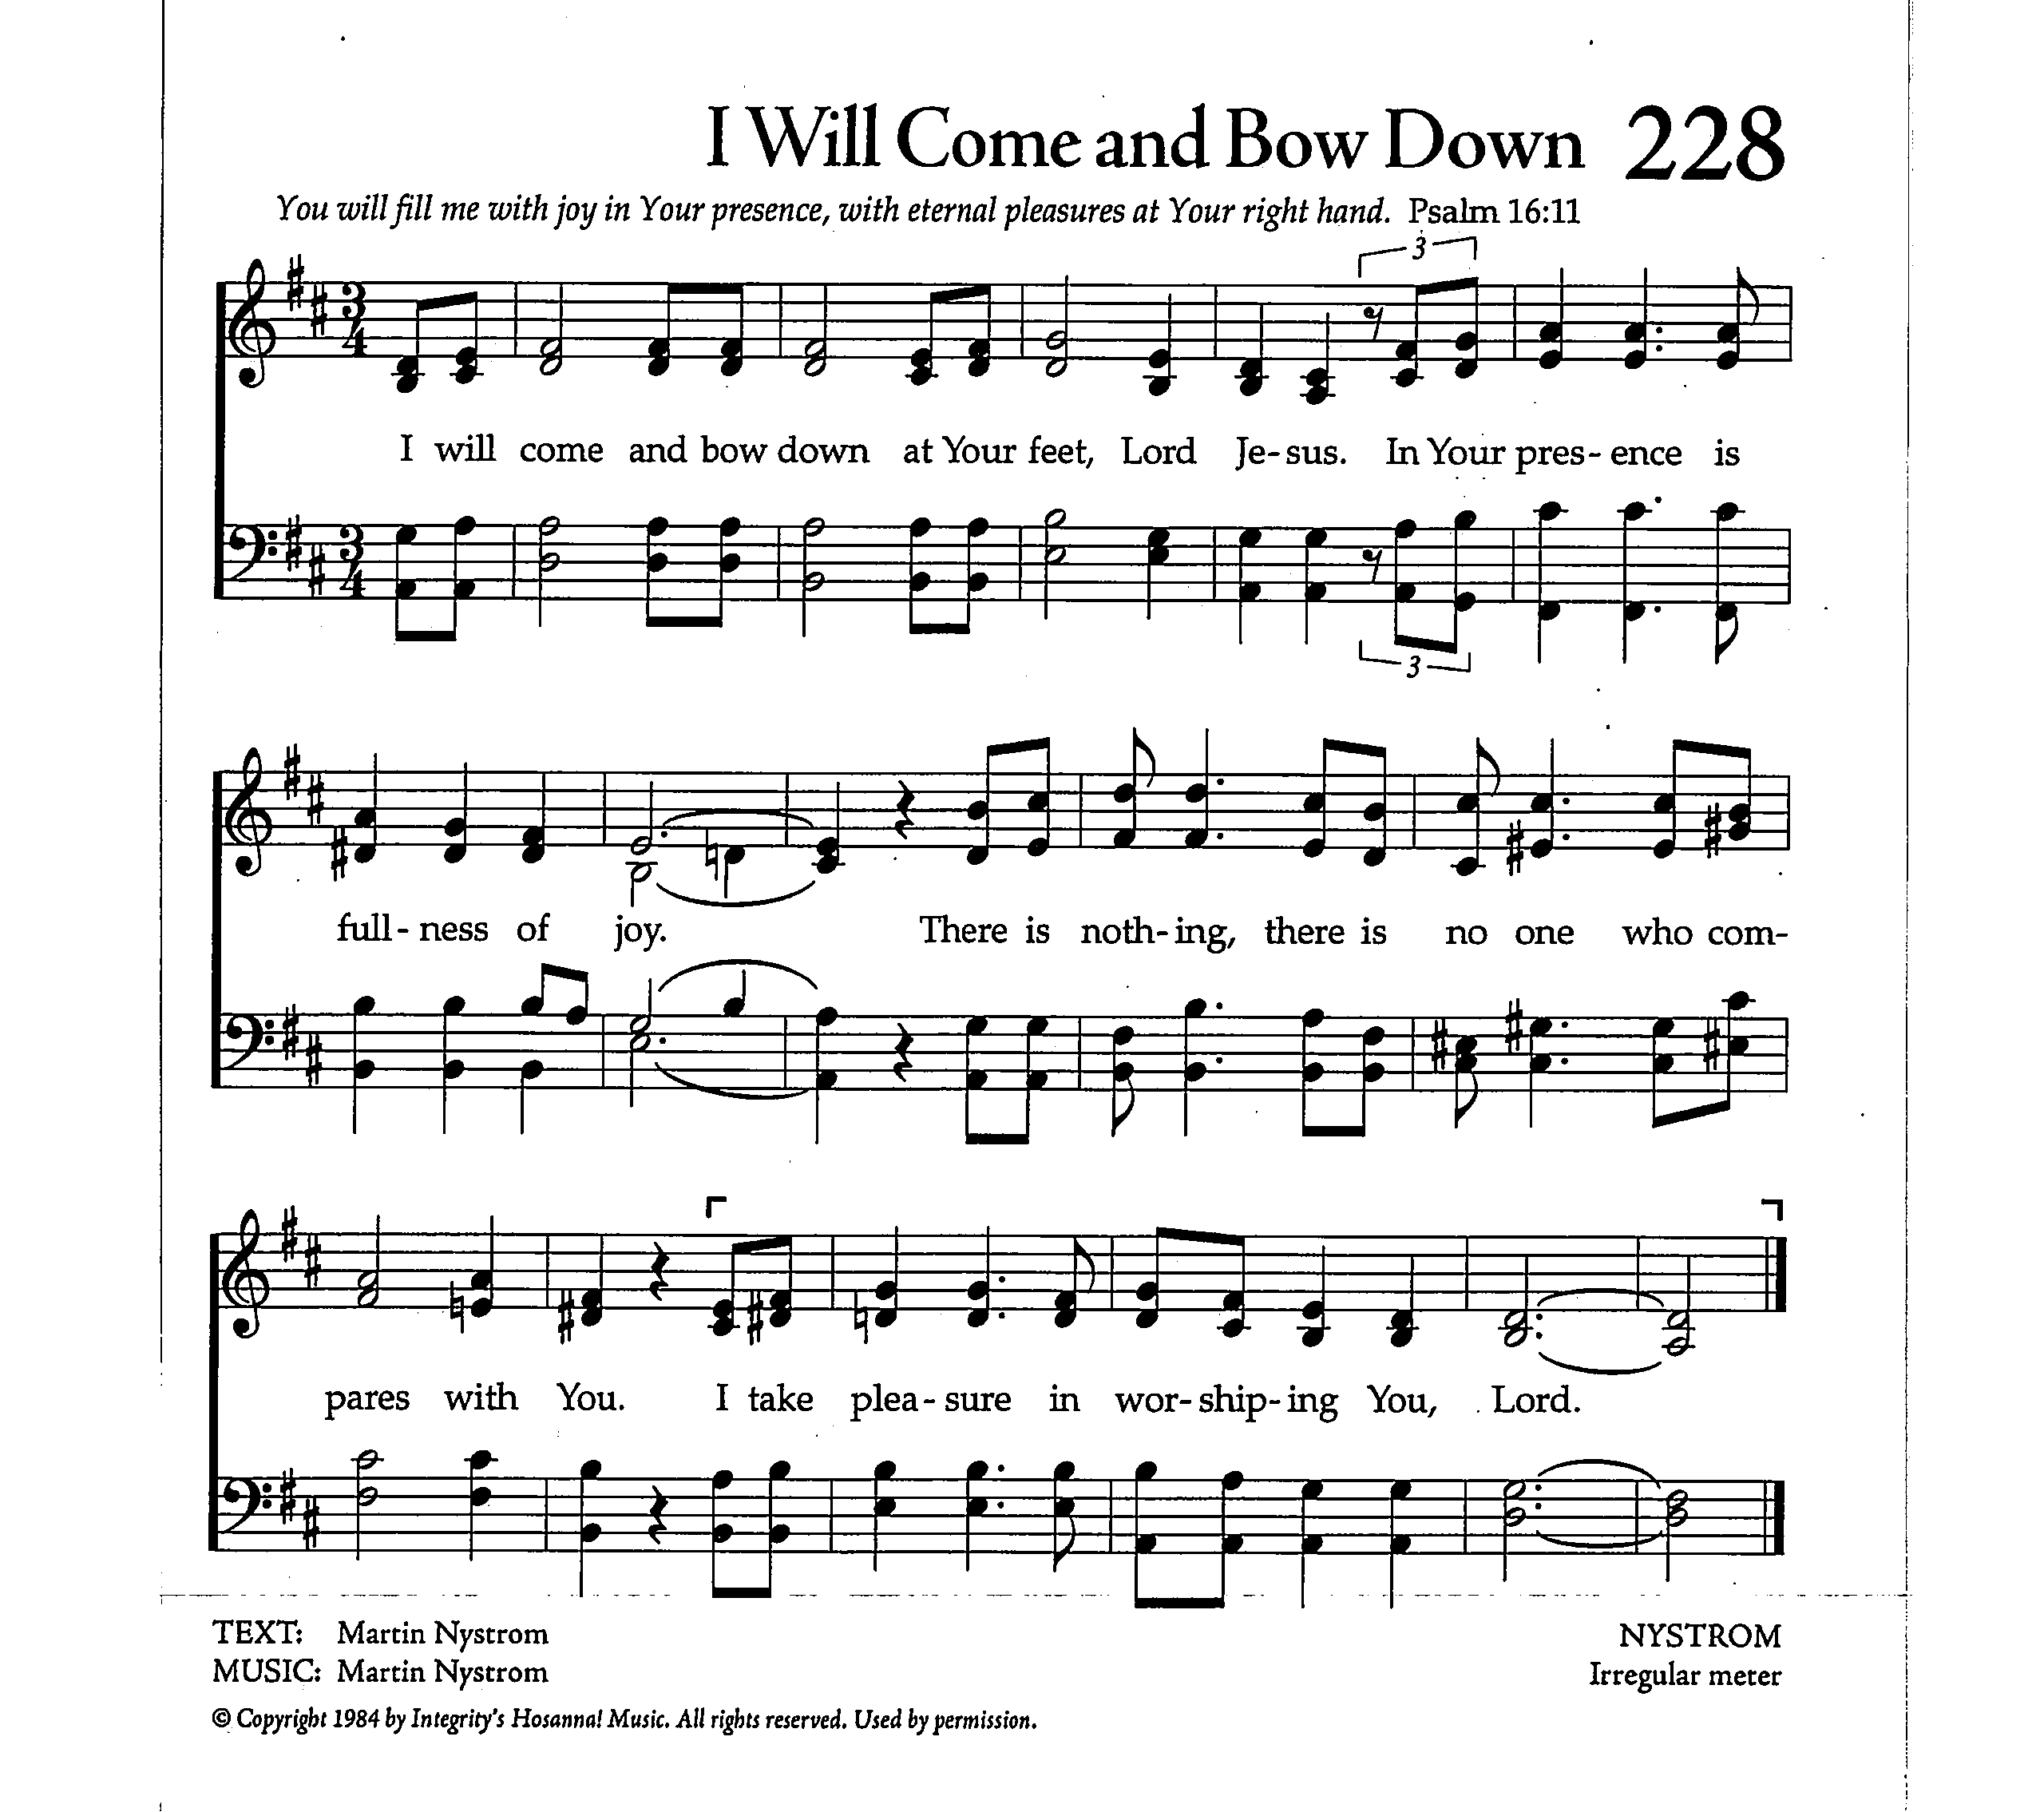 I Will Come and Bow Down 228
You will fill me with joy in Your presence, with eternal pleasures at Your right hand. Psalm 16:11
3
3
4
I will come and bow down at Your feet, Lord Je- sus. In Your pres- ence is
3
4
3
full- ness of joy. There is noth- ing, there is no one who com-
pares with You. I take plea- sure in wor- ship- ing You, Lord.
TEXT: Martin Nystrom
NYSTROM
MUSIC: Martin Nystrom
Irregular meter
© Copyright 1984 by Integrity's Hosanna! Music. All rights reserved. Used by permission.